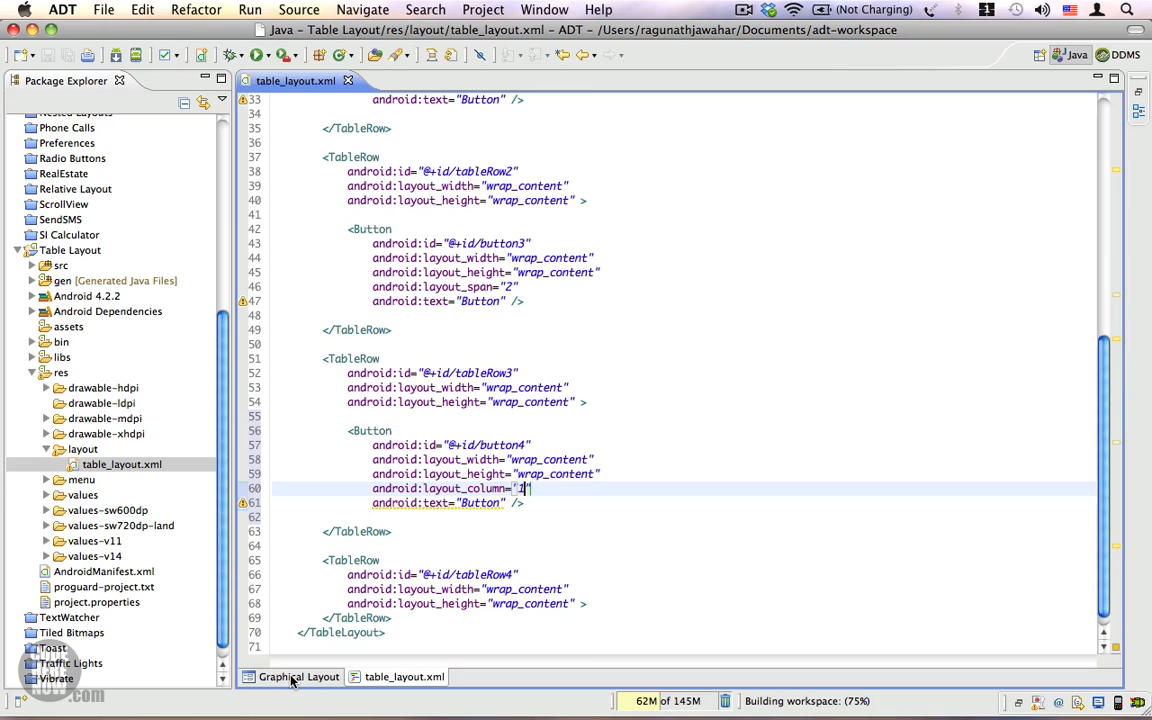 ADT File Edit Refactor Run Source Navigate Search Project Window Help (Not Charging) 1
Java - Table Layout/res/layout/table_layout.xml - ADT - /Users/ragunathjawahar/Documents/adt-workspace
Java DDMS
Package Explorer
table_layout.xml
Nested Layouts
Phone Calls
Preferences
Radio Buttons
RealEstate
Relative Layout
ScrollView
SendSMS
SI Calculator
Table Layout
src
gen [Generated Java Files]
Android 4.2.2
Android Dependencies
assets
bin
libs
res
drawable-hdpi
drawable-ldpi
drawable-mdpi
drawable-xhdpi
layout
table_layout.xml
menu
values
values-sw600dp
values-sw720dp-land
values-v11
values-v14
AndroidManifest.xml
proguard-project.txt
project.properties
TextWatcher
Tiled Bitmaps
Toast
Traffic Lights
Vibrate
33 android:text="Button" />
34
35 </TableRow>
36
37 <TableRow
38 android:id="@+id/tableRow2"
39 android:layout_width="wrap_content"
40 android:layout_height="wrap_content" >
41
42 <Button
43 android:id="@+id/button3"
44 android:layout_width="wrap_content"
45 android:layout_height="wrap_content"
46 android:layout_span="2"
47 android:text="Button" />
48
49 </TableRow>
50
51 <TableRow
52 android:id="@+id/tableRow3"
53 android:layout_width="wrap_content"
54 android:layout_height="wrap_content" >
55
56 <Button
57 android:id="@+id/button4"
58 android:layout_width="wrap_content"
59 android:layout_height="wrap_content"
60 android:layout_column="1"
61 android:text="Button" />
62
63 </TableRow>
64
65 <TableRow
66 android:id="@+id/tableRow4"
67 android:layout_width="wrap_content"
68 android:layout_height="wrap_content" >
69 </TableRow>
70 </TableLayout>
71
Graphical Layout table_layout.xml
.com
62M of 145M Building workspace: (75%)